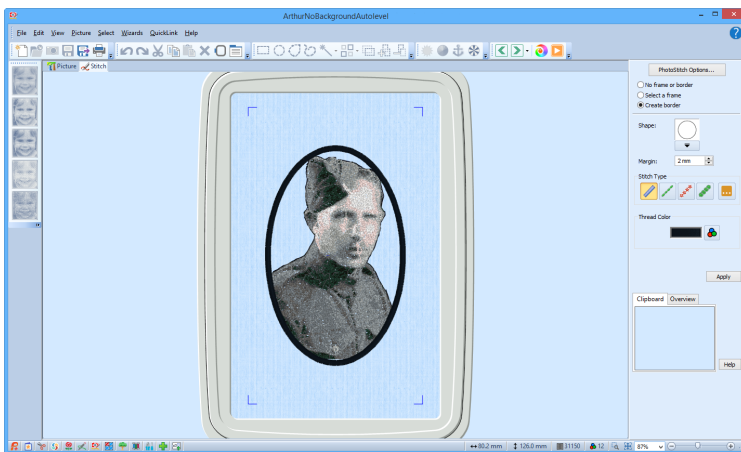 ArthurNoBackgroundAutolevel
File Edit View Picture Select Wizards QuickLink Help
Picture Stitch
PhotoStitch Options...
No frame or border
Select a frame
Create border
Shape:
Margin: 2 mm
Stitch Type
Thread Color
Apply
Clipboard Overview
Help
80.2 mm 126.0 mm 31150 12 87%